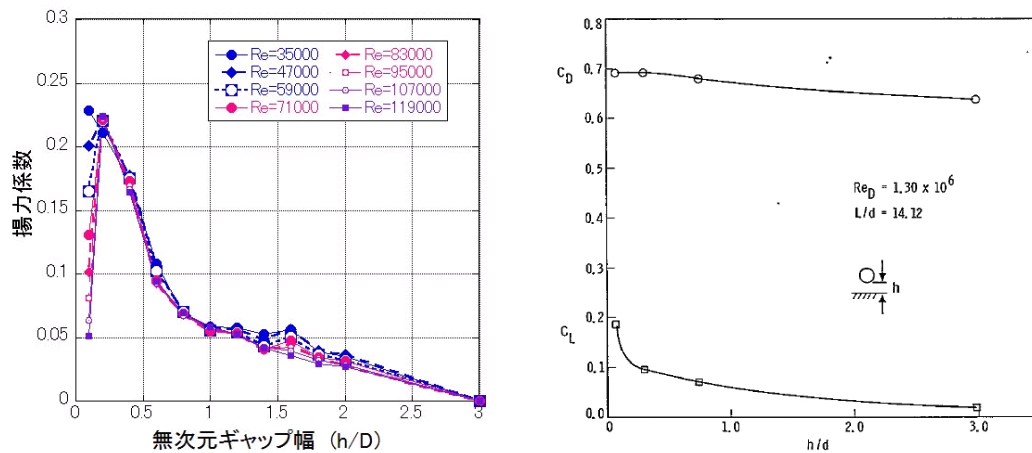 0.3
0.25
0.2
0.15
0.1
0.05
0
揚力係数
Re=35000
Re=47000
Re=59000
Re=71000
Re=83000
Re=95000
Re=107000
Re=119000
0 0.5 1 1.5 2 2.5 3
無次元ギャップ幅 (h/D)
0.8
0.7
C_D
0.6
0.5
0.4
0.3
0.2
C_L
0.1
0.0
Re_D = 1.30 x 10^6
L/d = 14.12
h
1.0 2.0 3.0
h/d